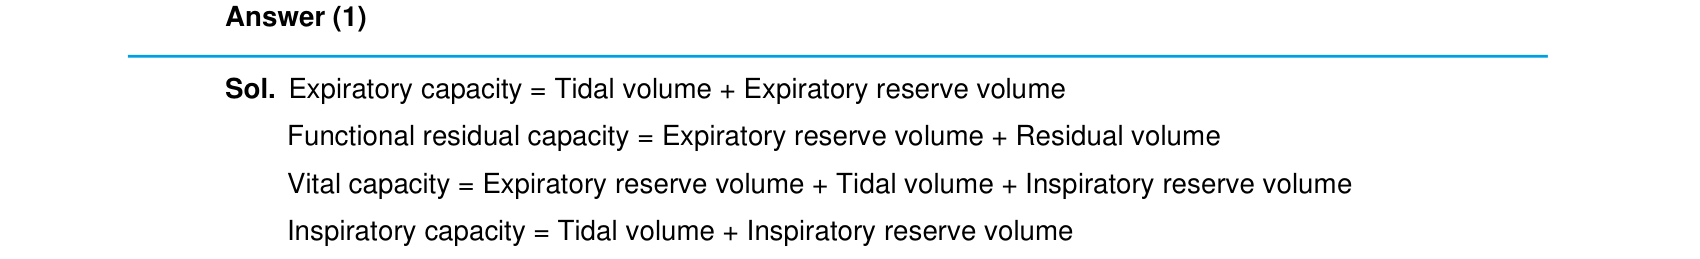 Answer (1)
Sol. Expiratory capacity = Tidal volume + Expiratory reserve volume
Functional residual capacity = Expiratory reserve volume + Residual volume
Vital capacity = Expiratory reserve volume + Tidal volume + Inspiratory reserve volume
Inspiratory capacity = Tidal volume + Inspiratory reserve volume